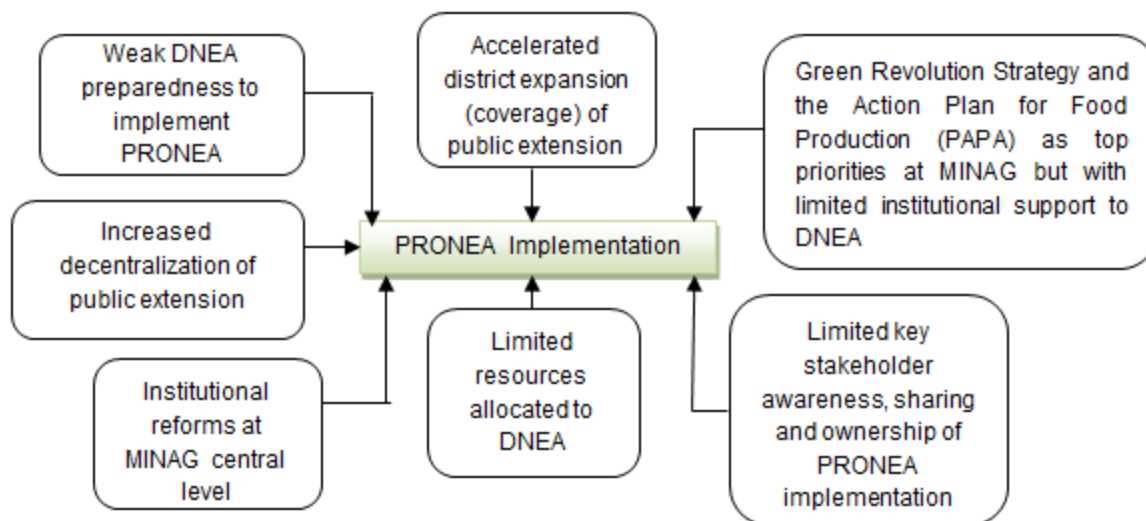 Weak DNEA
preparedness to
implement
PRONEA
Accelerated
district expansion
(coverage) of
public extension
Green Revolution Strategy and
the Action Plan for Food
Production (PAPA) as top
priorities at MINAG but with
limited institutional support to
DNEA
Increased
decentralization of
public extension
PRONEA Implementation
Institutional
reforms at
MINAG central
level
Limited
resources
allocated to
DNEA
Limited key
stakeholder
awareness, sharing
and ownership of
PRONEA
implementation